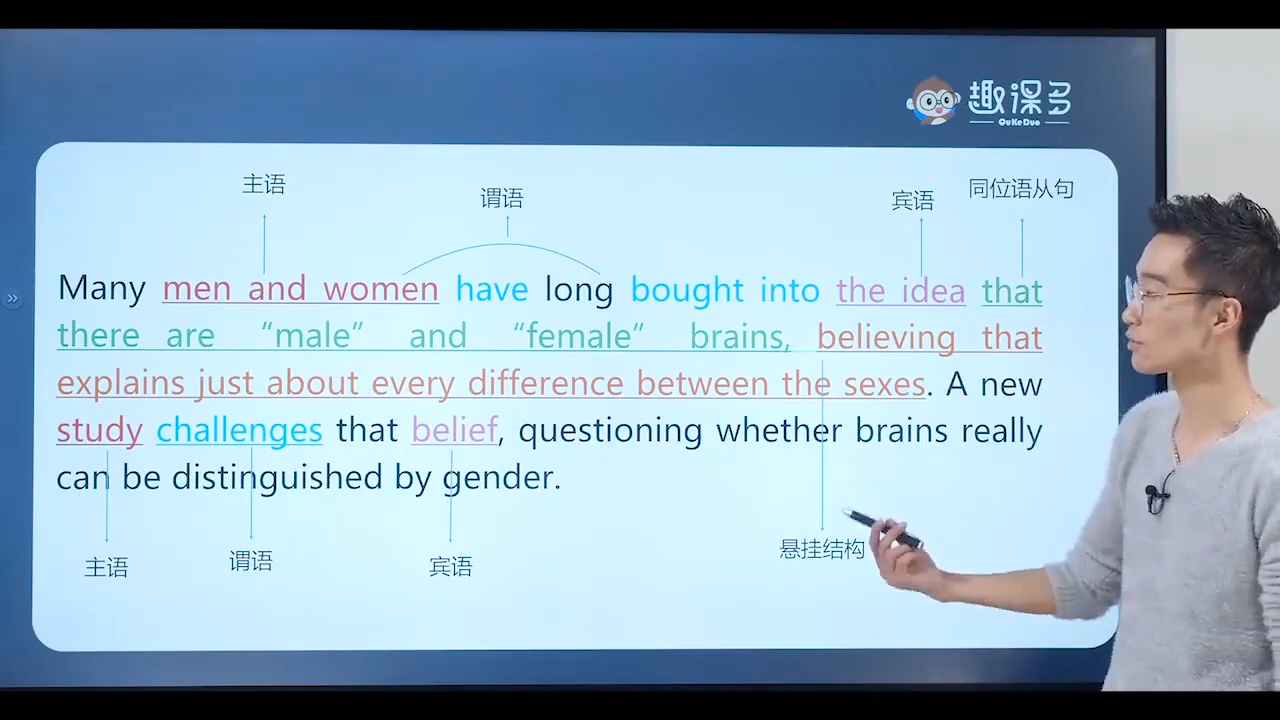 趣课多
QuKeDuo
主语
谓语
宾语
同位语从句
Many men and women have long bought into the idea that
there are “male” and “female” brains, believing that
explains just about every difference between the sexes. A new
study challenges that belief, questioning whether brains really
can be distinguished by gender.
主语
谓语
宾语
悬挂结构
»